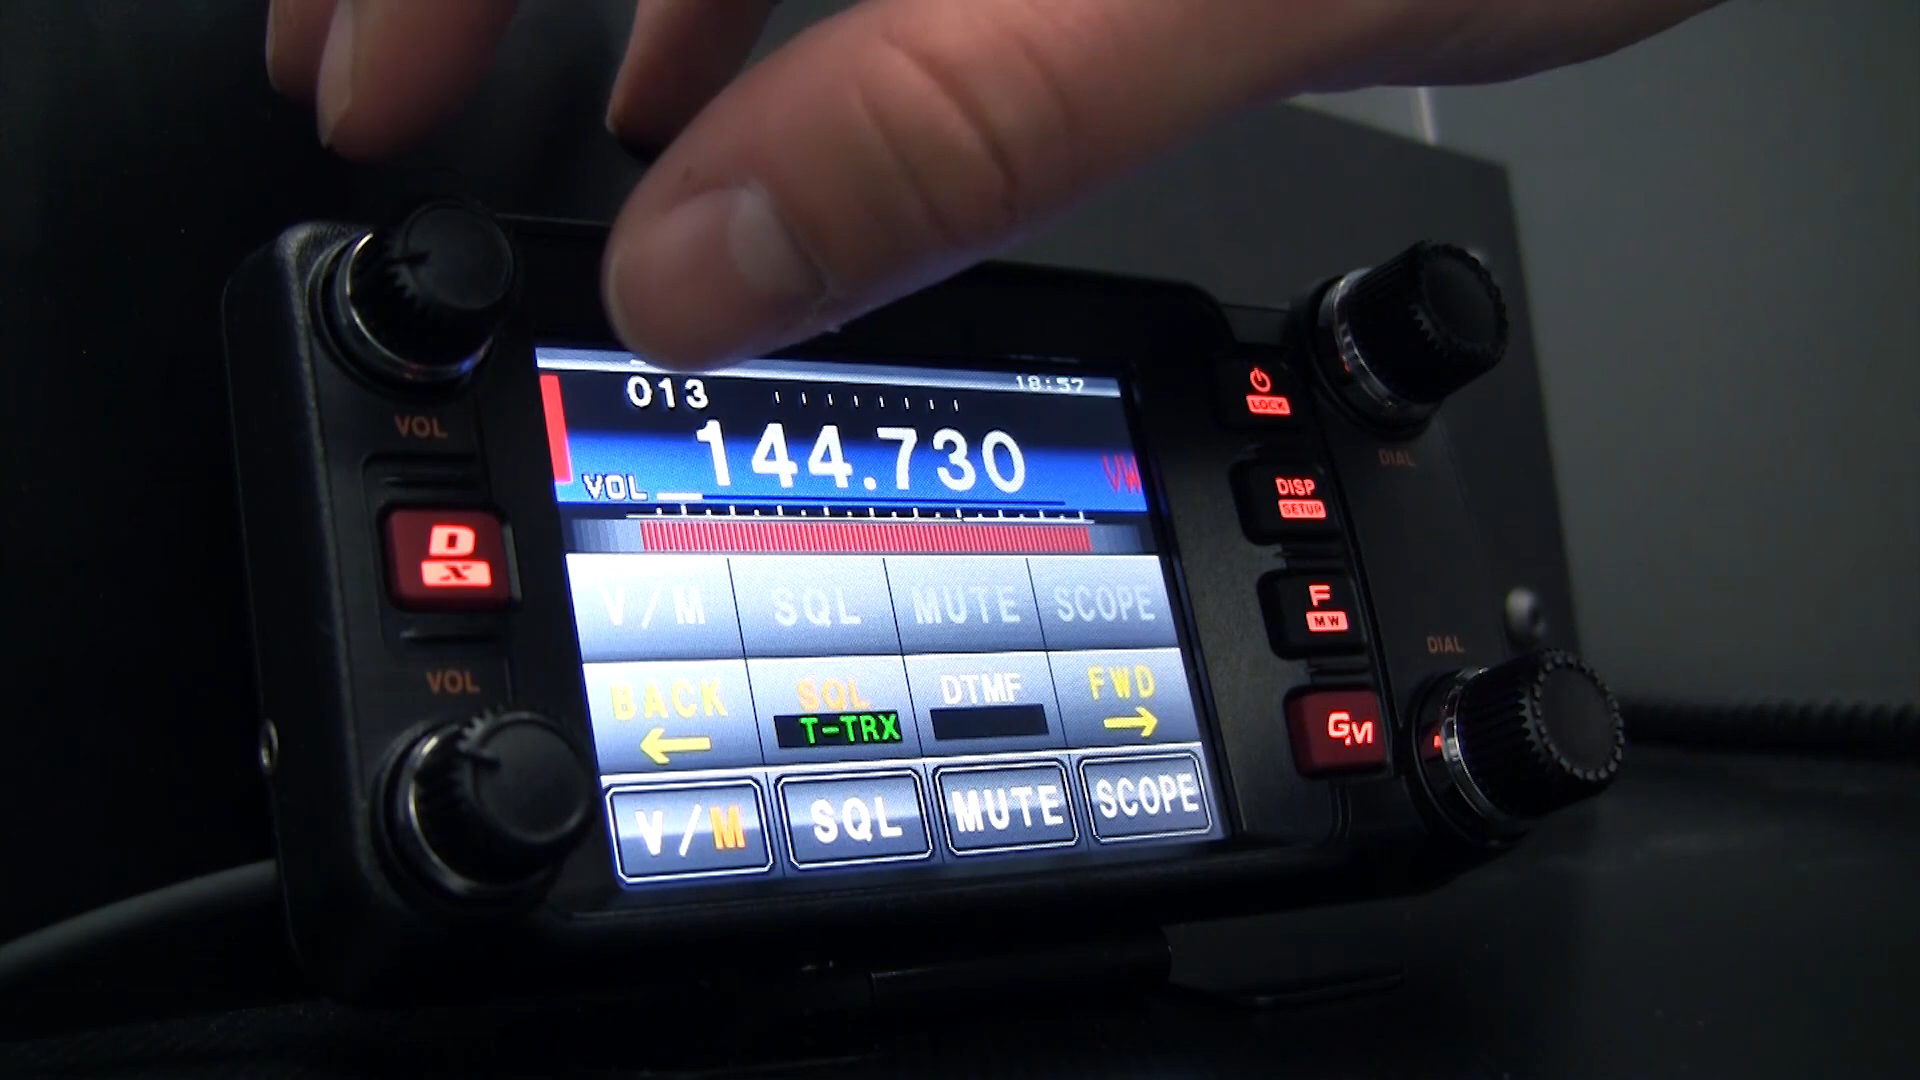 013
18:57
144.730
VOL
VW
V/M SQL MUTE SCOPE
BACK SQL DTMF FWD
T-TRX
V/M SQL MUTE SCOPE
VOL
D
X
VOL
LOCK
DISP
SETUP
F
MW
GM
DIAL
DIAL